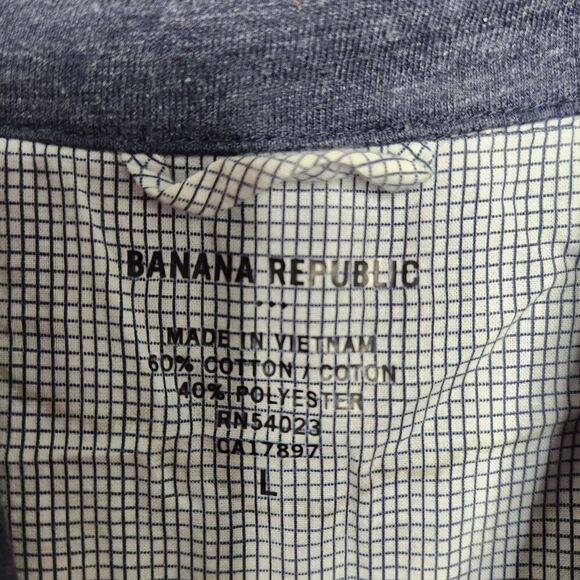 BANANA REPUBLIC
MADE IN VIETNAM
60% COTTON / COTON
40% POLYESTER
RN54023
CA17897
L